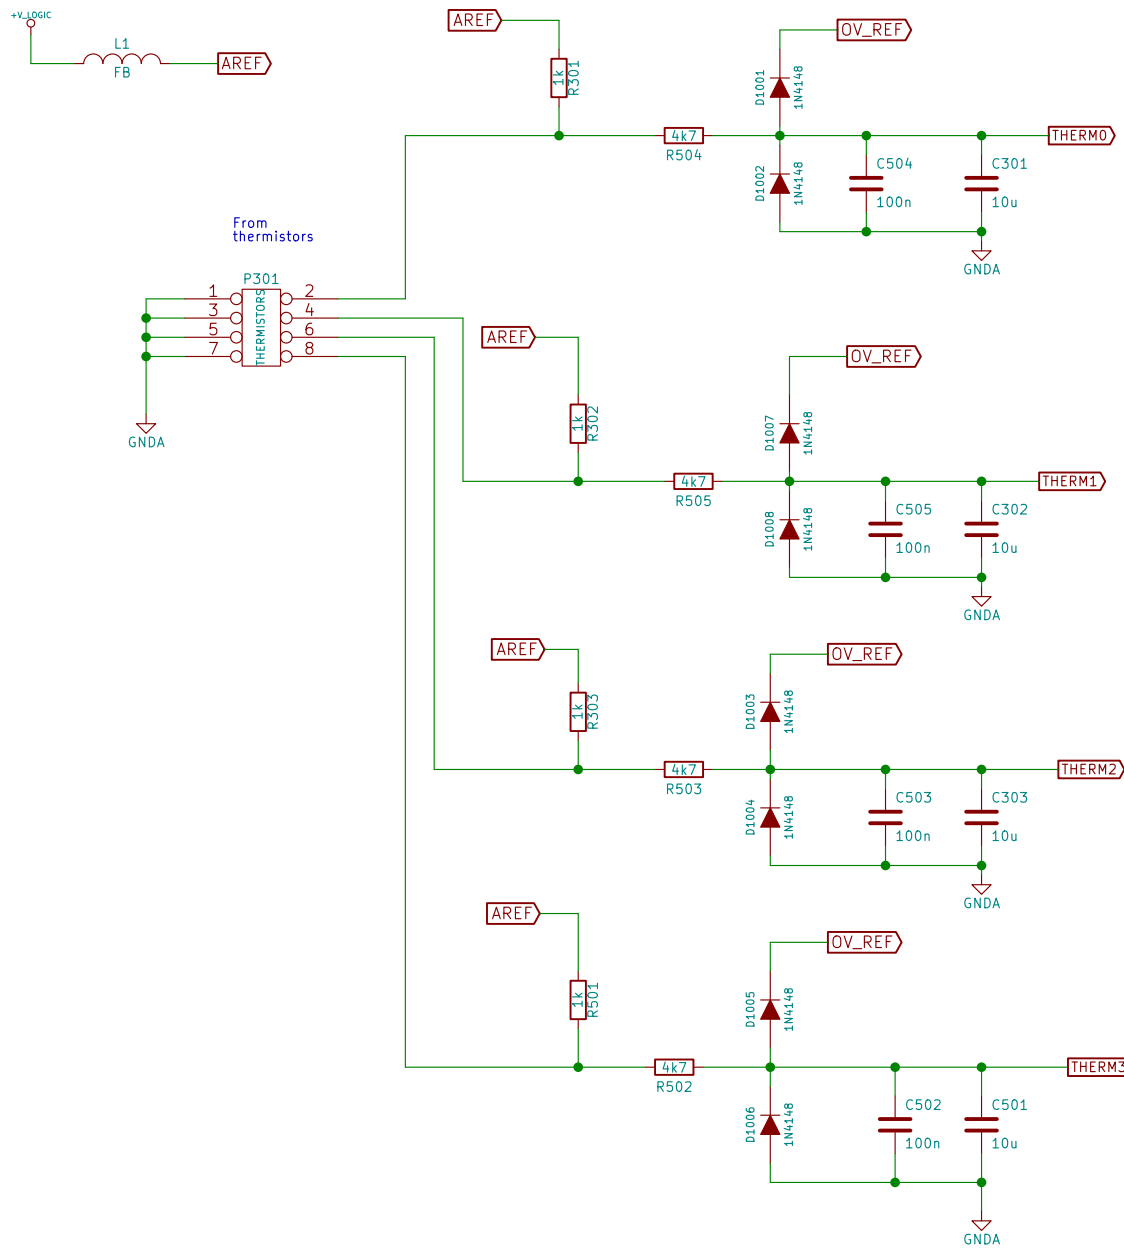 +V_LOGIC
L1
FB
AREF
AREF
1k
R301
4k7
R504
OV_REF
D1001
1N4148
D1002
1N4148
C504
100n
C301
10u
THERM0
GNDA
From
thermistors
P301
THERMISTORS
1
2
3
4
5
6
7
8
GNDA
AREF
1k
R302
4k7
R505
OV_REF
D1007
1N4148
D1008
1N4148
C505
100n
C302
10u
THERM1
GNDA
AREF
1k
R303
4k7
R503
OV_REF
D1003
1N4148
D1004
1N4148
C503
100n
C303
10u
THERM2
GNDA
AREF
1k
R501
4k7
R502
OV_REF
D1005
1N4148
D1006
1N4148
C502
100n
C501
10u
THERM3
GNDA